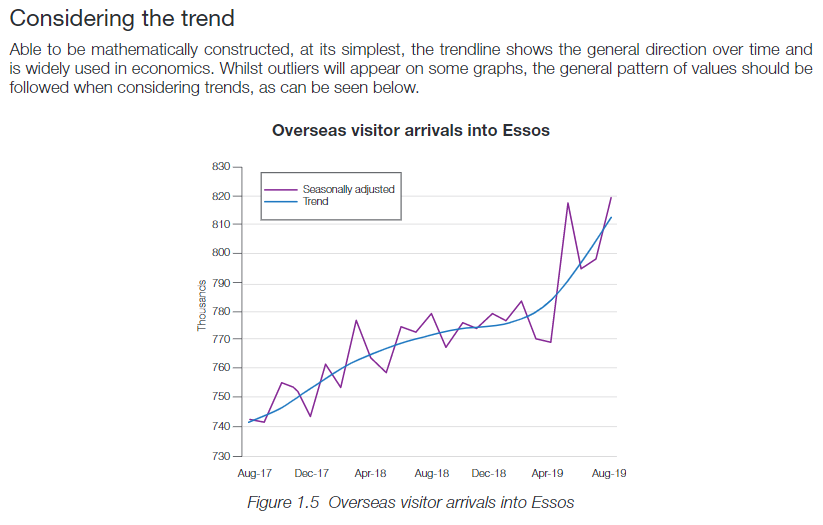 Considering the trend
Able to be mathematically constructed, at its simplest, the trendline shows the general direction over time and
is widely used in economics. Whilst outliers will appear on some graphs, the general pattern of values should be
followed when considering trends, as can be seen below.
Overseas visitor arrivals into Essos
830
820
810
800
790
780
770
760
750
740
730
Thousands
Seasonally adjusted
Trend
Aug-17 Dec-17 Apr-18 Aug-18 Dec-18 Apr-19 Aug-19
Figure 1.5 Overseas visitor arrivals into Essos